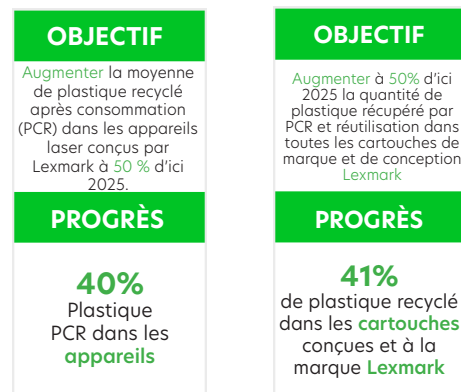 OBJECTIF
Augmenter la moyenne
de plastique recyclé
après consommation
(PCR) dans les appareils
laser conçus par
Lexmark à 50 % d'ici
2025.
PROGRÈS
40%
Plastique
PCR dans les
appareils
OBJECTIF
Augmenter à 50% d'ici
2025 la quantité de
plastique récupéré par
PCR et réutilisation dans
toutes les cartouches de
marque et de conception
Lexmark
PROGRÈS
41%
de plastique recyclé
dans les cartouches
conçues et à la
marque Lexmark